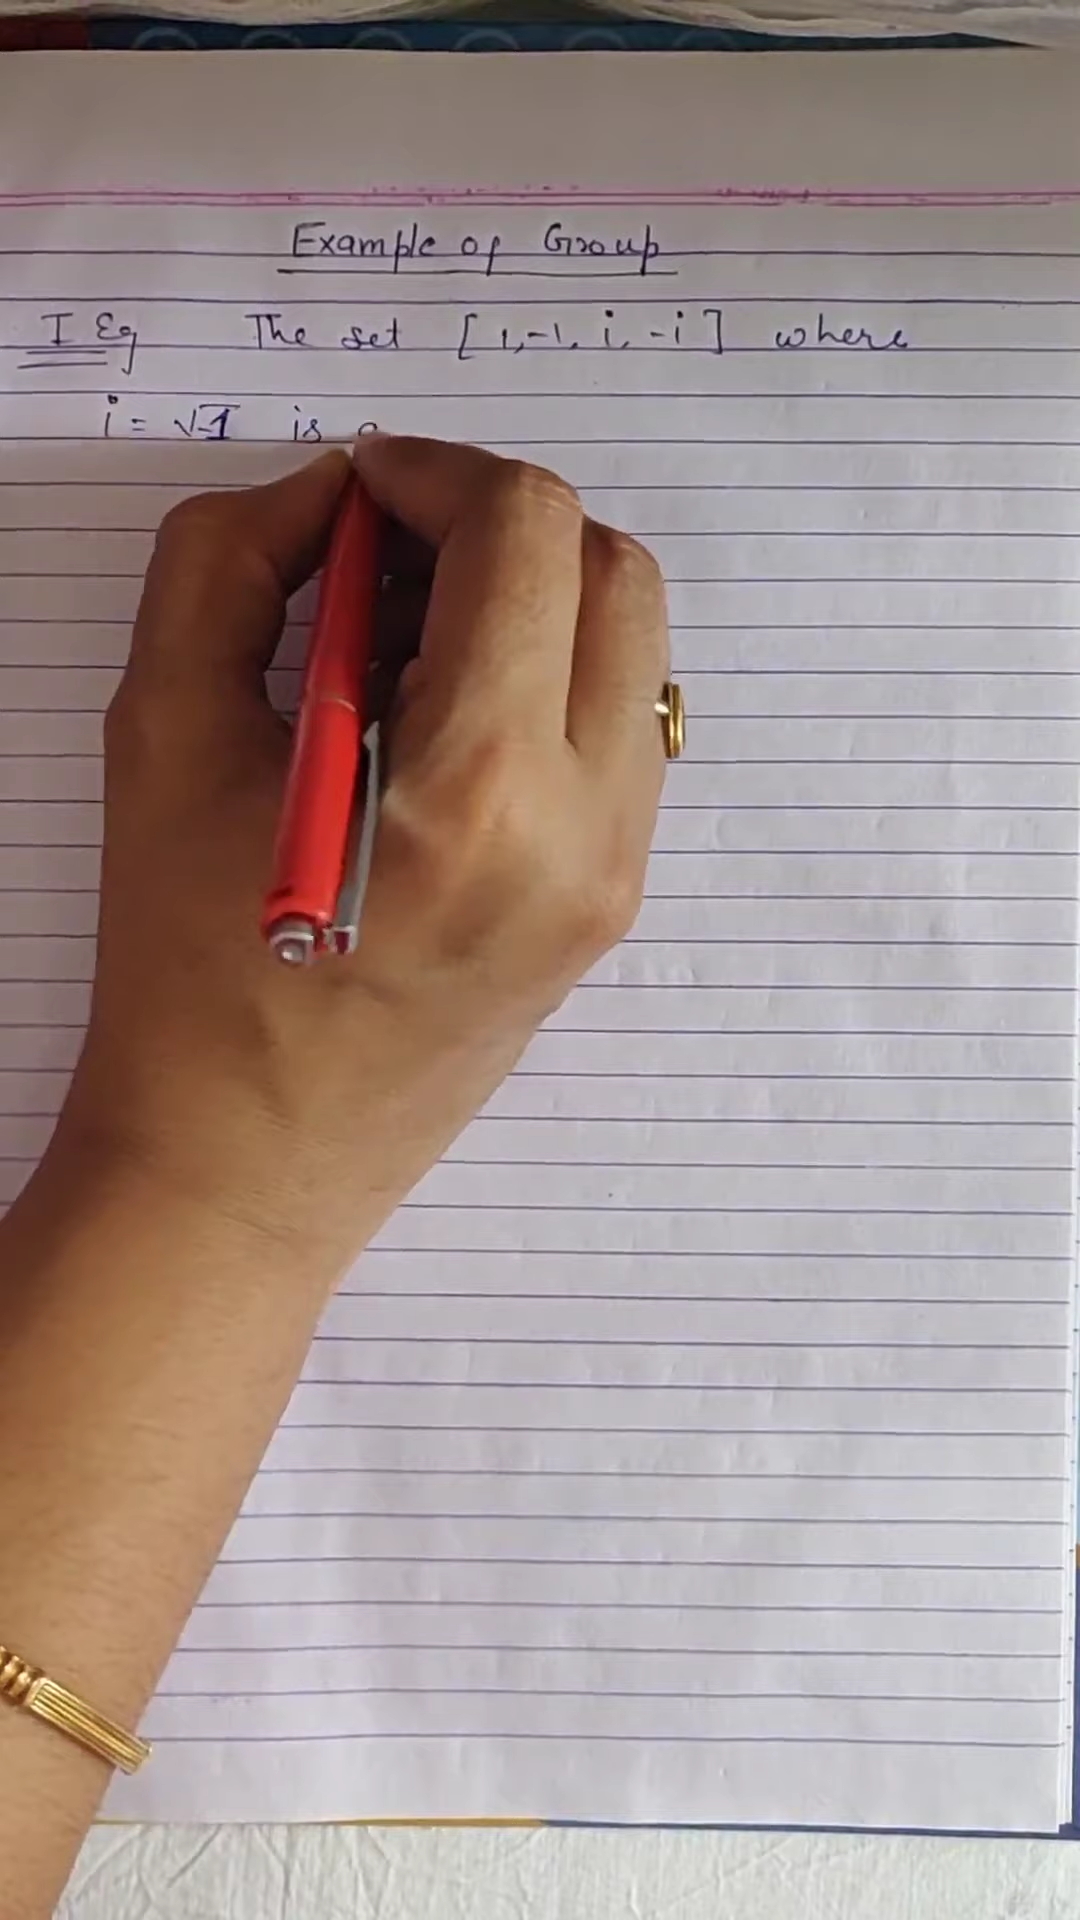 Example of Group
I Eg The set [1, -1, i, -i] where
i = √-1 is a